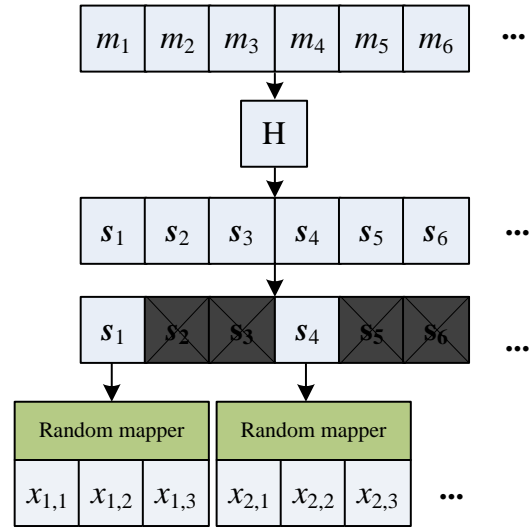 m₁ m₂ m₃ m₄ m₅ m₆ ...
H
s₁ s₂ s₃ s₄ s₅ s₆ ...
s₁ s₂ s₃ s₄ s₅ s₆ ...
Random mapper Random mapper
x₁,₁ x₁,₂ x₁,₃ x₂,₁ x₂,₂ x₂,₃ ...